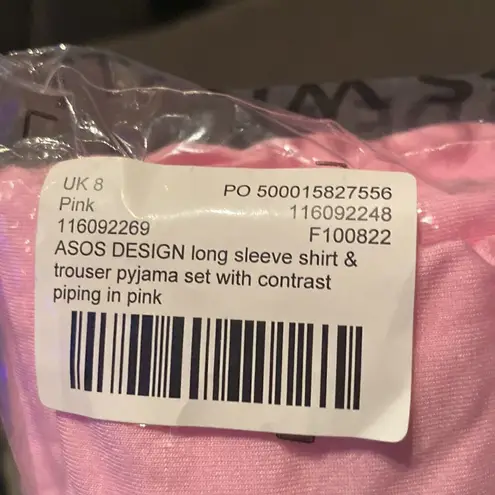 UK 8 PO 500015827556
Pink 116092248
116092269 F100822
ASOS DESIGN long sleeve shirt &
trouser pyjama set with contrast
piping in pink